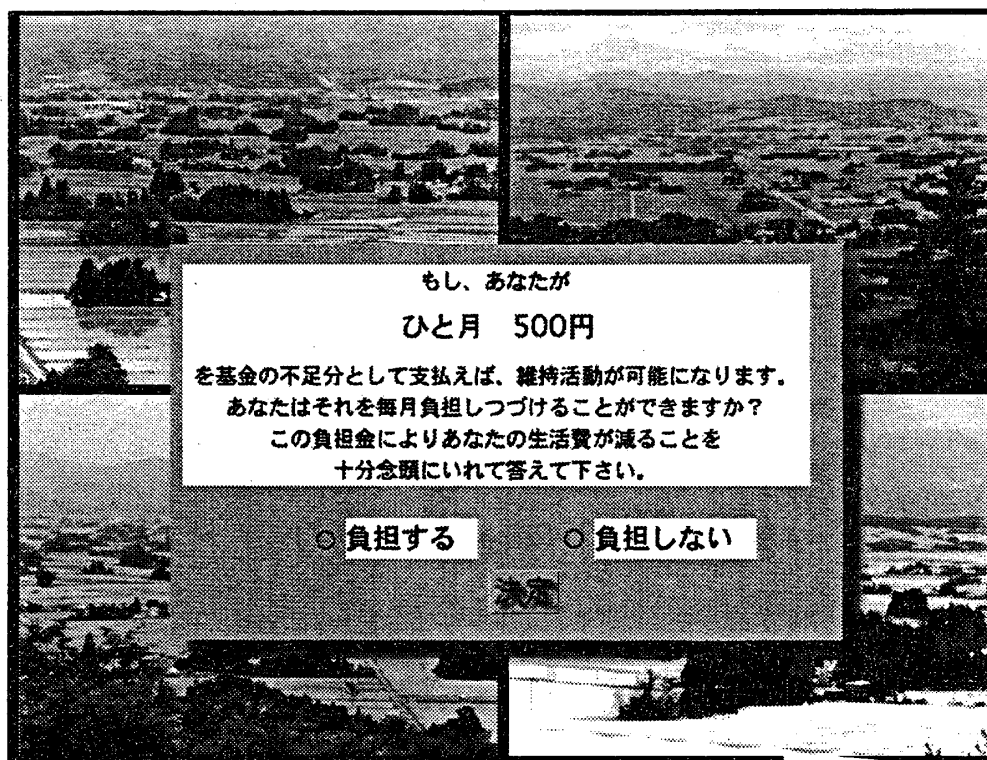 もし、あなたが
ひと月　500円
を基金の不足分として支払えば、維持活動が可能になります。
あなたはそれを毎月負担しつづけることができますか？
この負担金によりあなたの生活費が減ることを
十分念頭にいれて答えて下さい。
○ 負担する　○ 負担しない
決定